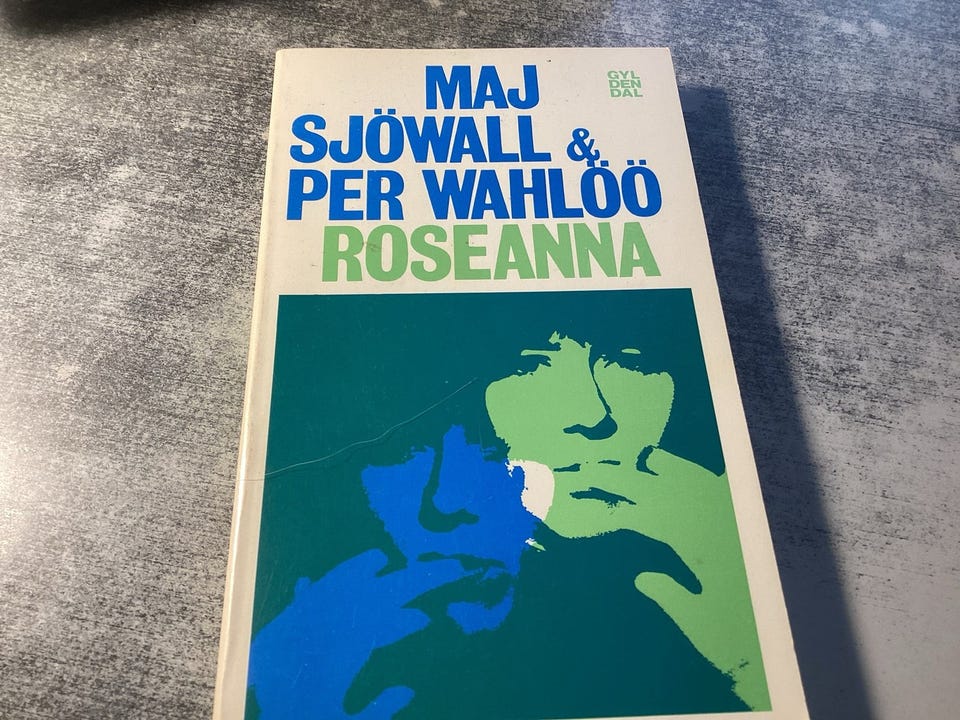 MAJ
SJÖWALL &
PER WAHLÖÖ
ROSEANNA
GYL
DEN
DAL